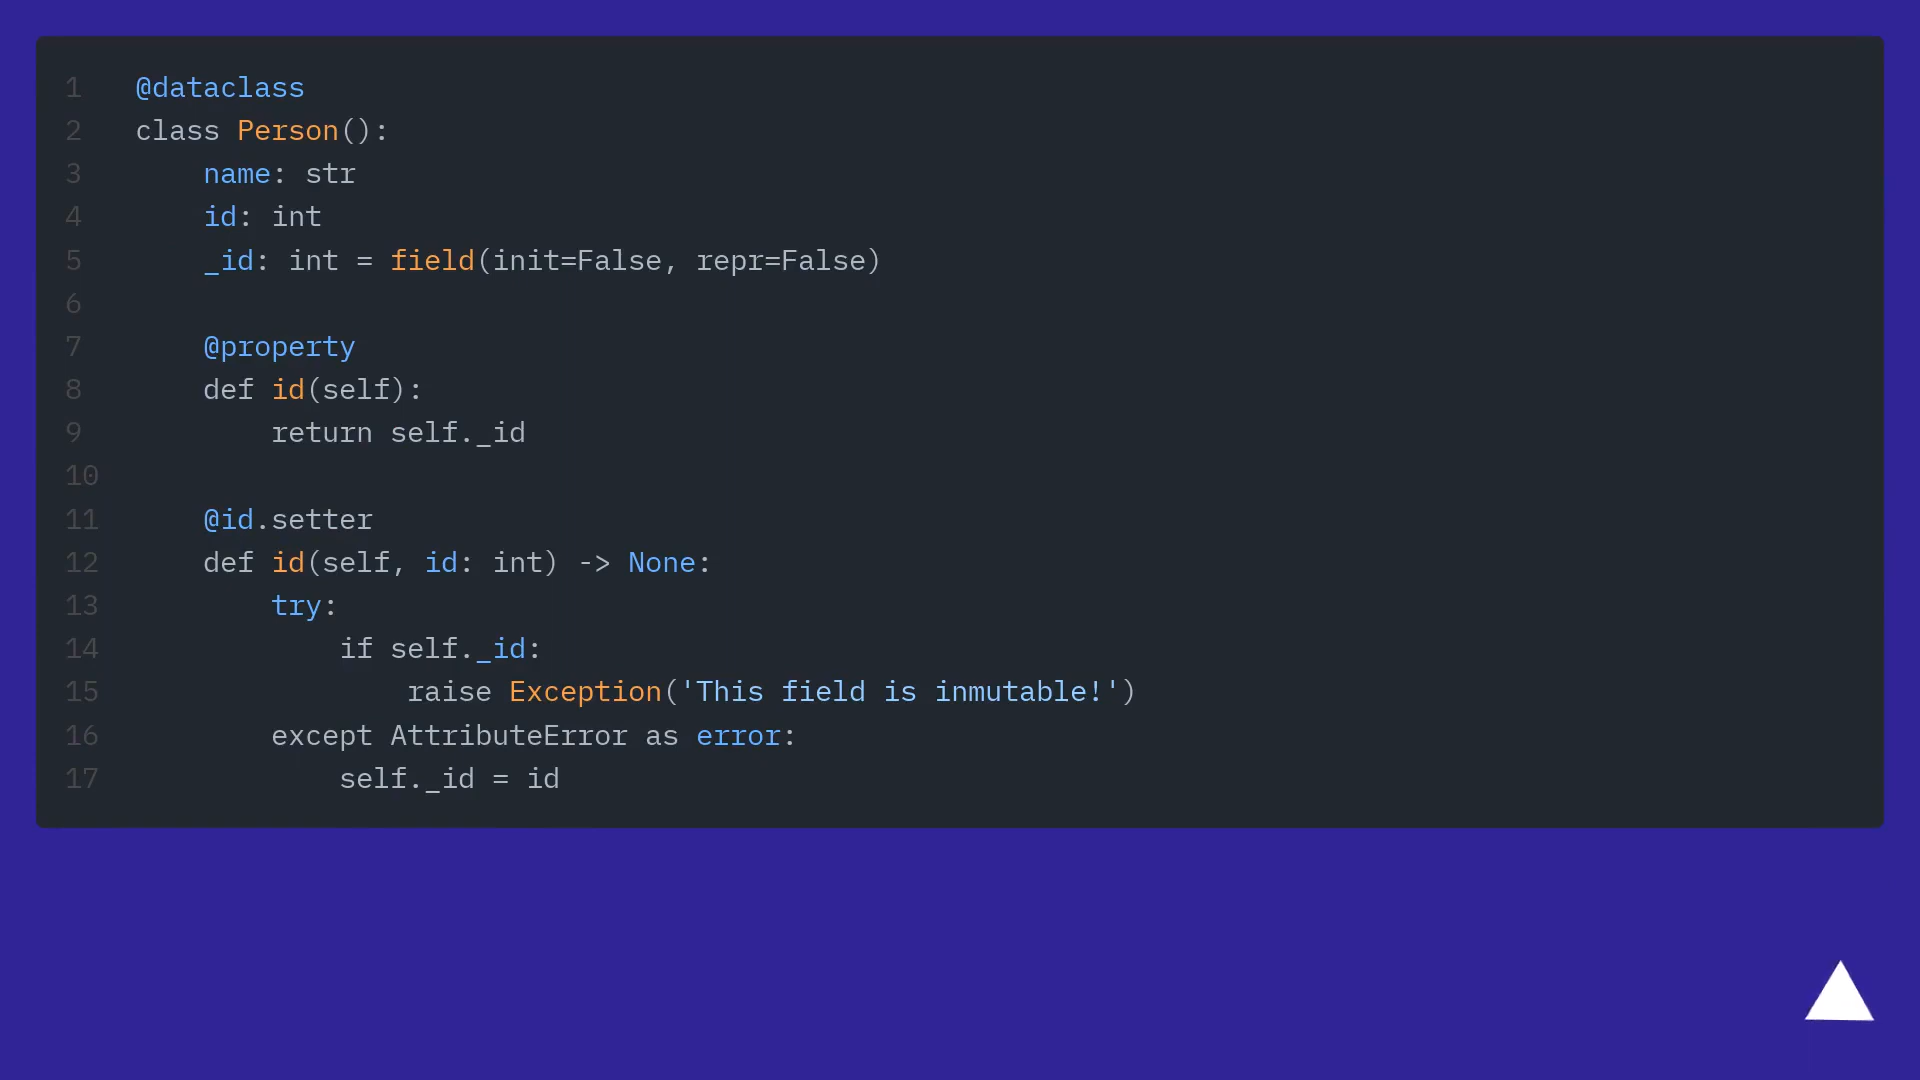 1 @dataclass
2 class Person():
3     name: str
4     id: int
5     _id: int = field(init=False, repr=False)
6
7     @property
8     def id(self):
9         return self._id
10
11     @id.setter
12     def id(self, id: int) -> None:
13         try:
14             if self._id:
15                 raise Exception('This field is inmutable!')
16         except AttributeError as error:
17             self._id = id